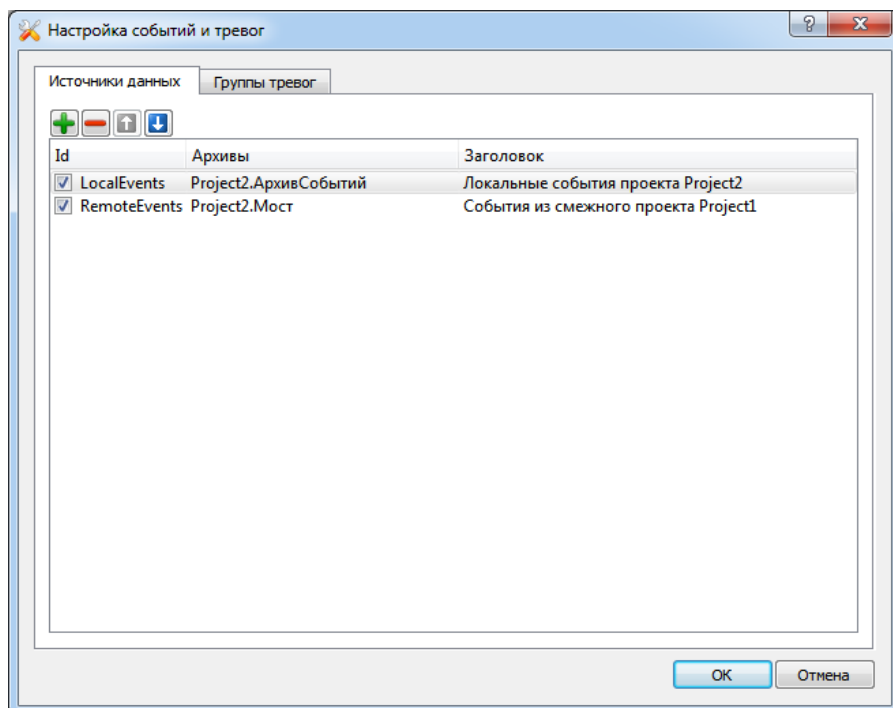 Настройка событий и тревог
Источники данных Группы тревог
Id Архивы Заголовок
LocalEvents Project2.АрхивСобытий Локальные события проекта Project2
RemoteEvents Project2.Мост События из смежного проекта Project1
ОК Отмена